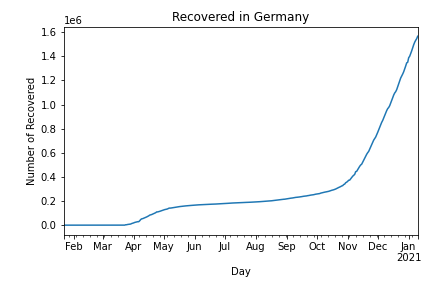 Recovered in Germany
1e6
1.6
1.4
1.2
1.0
0.8
0.6
0.4
0.2
0.0
Number of Recovered
Feb Mar Apr May Jun Jul Aug Sep Oct Nov Dec Jan
2021
Day